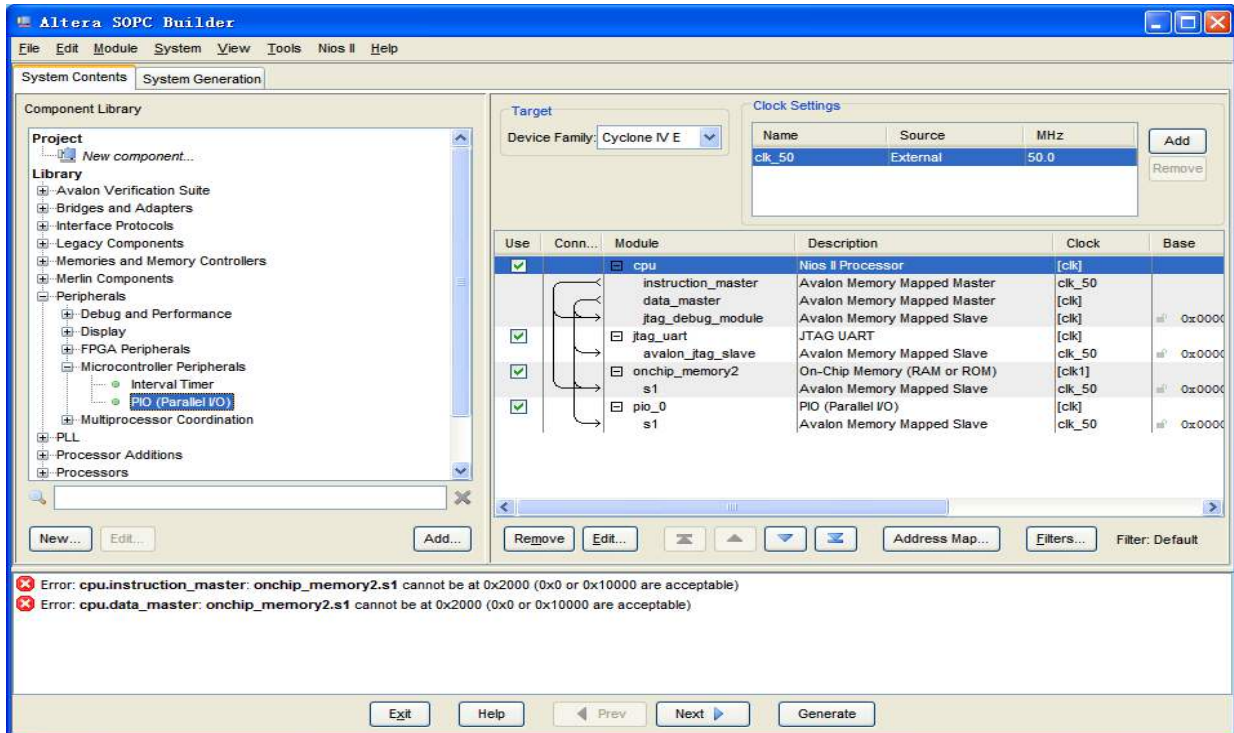 Altera SOPC Builder
File Edit Module System View Tools Nios II Help
System Contents System Generation
Component Library
Project
New component...
Library
Avalon Verification Suite
Bridges and Adapters
Interface Protocols
Legacy Components
Memories and Memory Controllers
Merlin Components
Peripherals
Debug and Performance
Display
FPGA Peripherals
Microcontroller Peripherals
Interval Timer
PIO (Parallel I/O)
Multiprocessor Coordination
PLL
Processor Additions
Processors
New... Edit... Add...
Target
Device Family: Cyclone IV E
Clock Settings
Name Source MHz
clk_50 External 50.0
Add
Remove
Use Conn... Module Description Clock Base
cpu Nios II Processor [clk]
instruction_master Avalon Memory Mapped Master clk_50
data_master Avalon Memory Mapped Master [clk]
jtag_debug_module Avalon Memory Mapped Slave [clk] 0x0000
jtag_uart JTAG UART [clk]
avalon_jtag_slave Avalon Memory Mapped Slave clk_50 0x0000
onchip_memory2 On-Chip Memory (RAM or ROM) [clk1]
s1 Avalon Memory Mapped Slave clk_50 0x0000
pio_0 PIO (Parallel I/O) [clk]
s1 Avalon Memory Mapped Slave clk_50 0x0000
Remove Edit... Address Map... Filters... Filter: Default
Error: cpu.instruction_master: onchip_memory2.s1 cannot be at 0x2000 (0x0 or 0x10000 are acceptable)
Error: cpu.data_master: onchip_memory2.s1 cannot be at 0x2000 (0x0 or 0x10000 are acceptable)
Exit Help Prev Next Generate